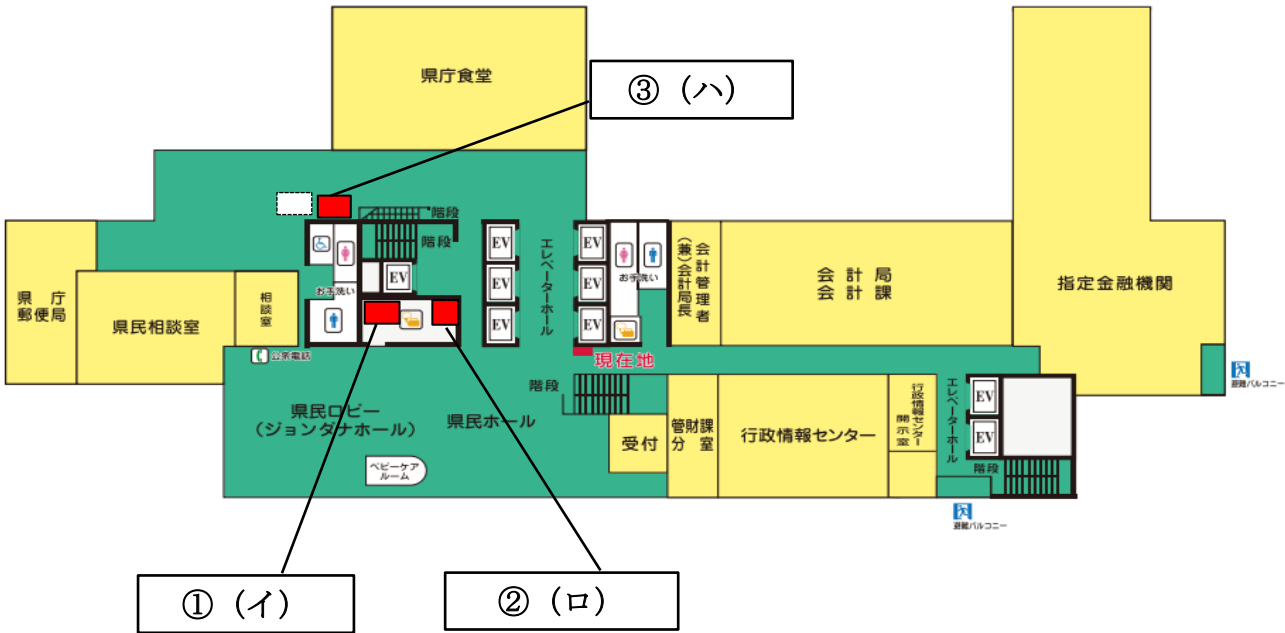 県庁食堂
③（ハ）
階段
階段
EV
EV
EV
EV
EV
EV
EV
エレベーターホール
お手洗い
お手洗い
県庁
郵便局
県民相談室
相談室
公衆電話
会計管理者
（兼）会計局長
会計局
会計課
指定金融機関
現在地
避難バルコニー
県民ロビー
（ジョンダナホール）
県民ホール
階段
受付
管財課
分室
行政情報センター
行政情報センター
開示室
エレベーターホール
EV
EV
階段
ベビーケア
ルーム
避難バルコニー
①（イ）
②（ロ）